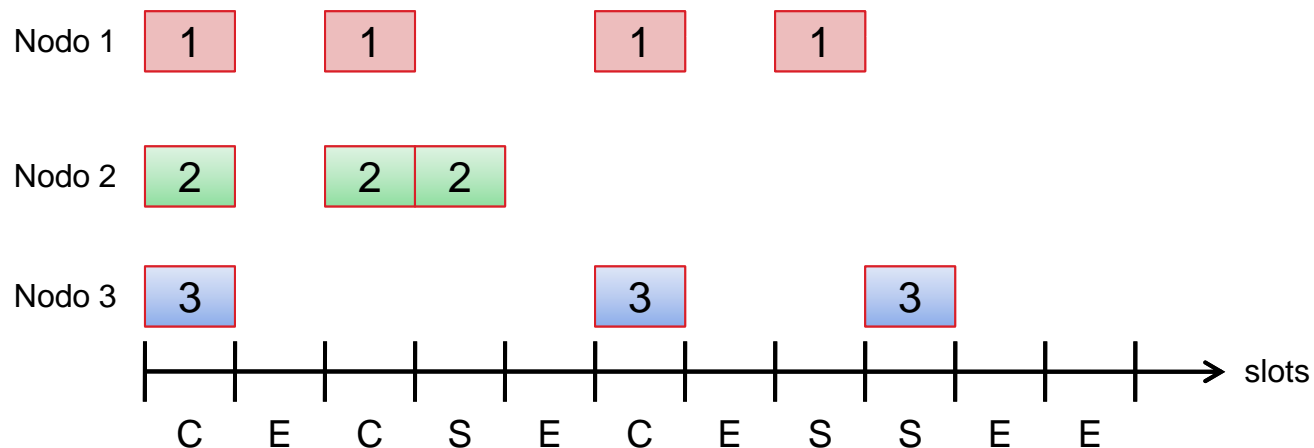 Nodo 1 1 1 1 1
Nodo 2 2 2 2
Nodo 3 3 3 3
slots
C E C S E C E S S E E